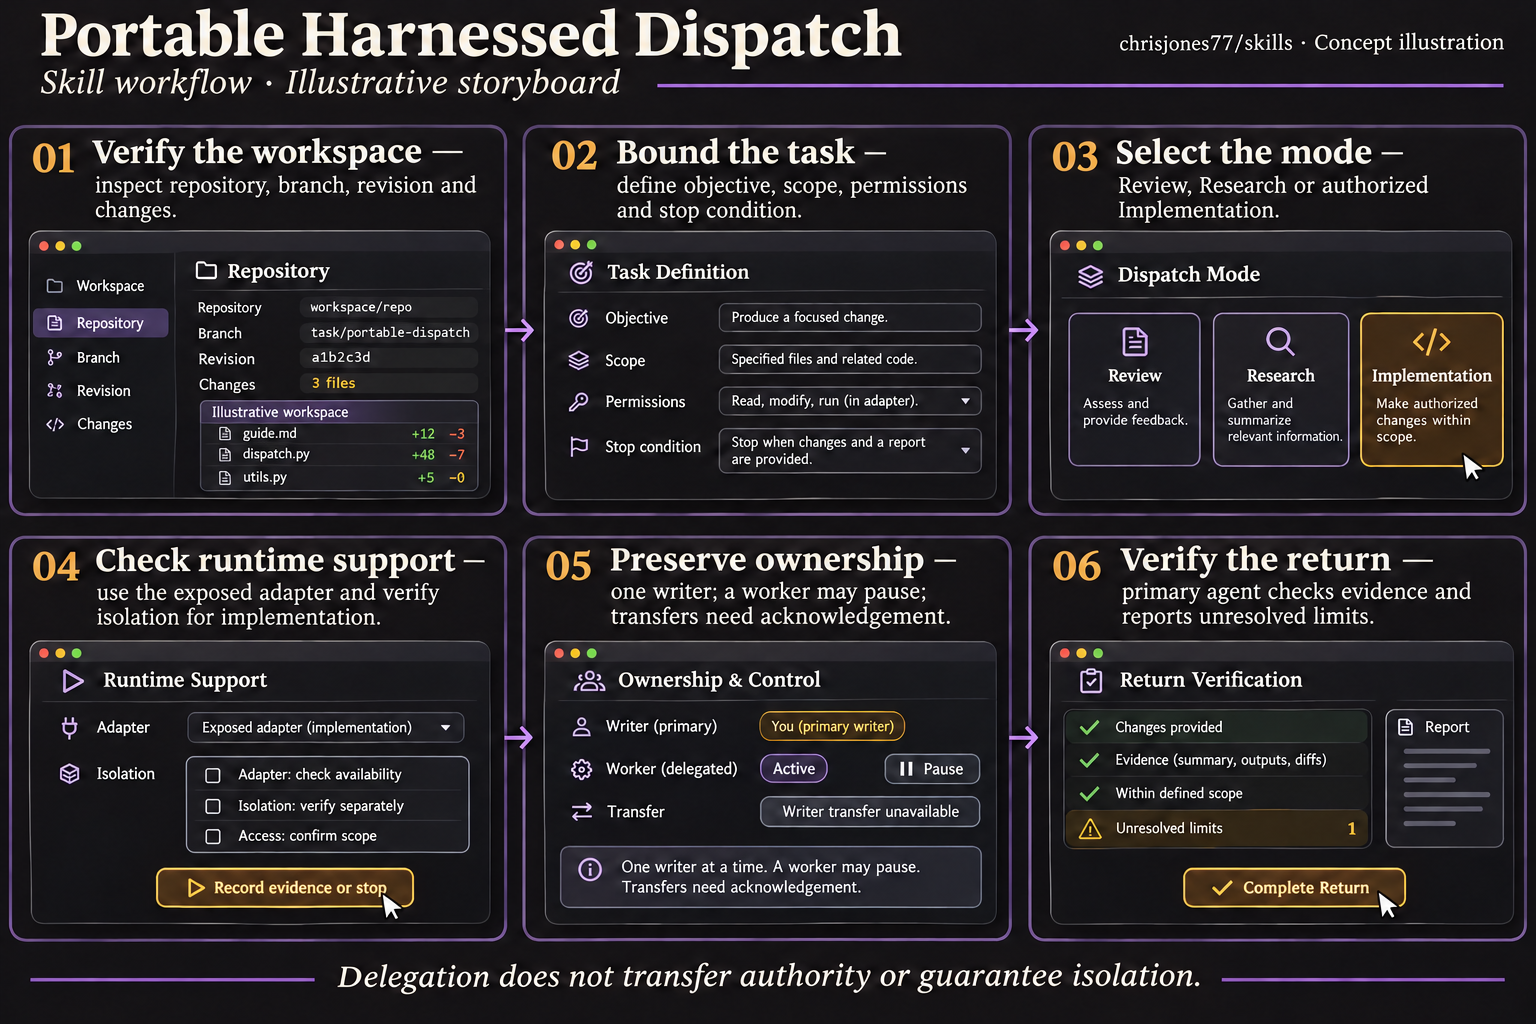 Portable Harnessed Dispatch
chrisjones77/skills · Concept illustration
Skill workflow · Illustrative storyboard
01 Verify the workspace —
inspect repository, branch, revision and
changes.
Workspace
Repository
Branch
Revision
Changes
Repository
Repository workspace/repo
Branch task/portable-dispatch
Revision a1b2c3d
Changes 3 files
Illustrative workspace
guide.md +12 −3
dispatch.py +48 −7
utils.py +5 −0
02 Bound the task —
define objective, scope, permissions
and stop condition.
Task Definition
Objective Produce a focused change.
Scope Specified files and related code.
Permissions Read, modify, run (in adapter).
Stop condition Stop when changes and a report
are provided.
03 Select the mode —
Review, Research or authorized
Implementation.
Dispatch Mode
Review
Assess and
provide feedback.
Research
Gather and
summarize
relevant information.
Implementation
Make authorized
changes within
scope.
04 Check runtime support —
use the exposed adapter and verify
isolation for implementation.
Runtime Support
Adapter Exposed adapter (implementation)
Isolation
Adapter: check availability
Isolation: verify separately
Access: confirm scope
Record evidence or stop
05 Preserve ownership —
one writer; a worker may pause;
transfers need acknowledgement.
Ownership & Control
Writer (primary) You (primary writer)
Worker (delegated) Active Pause
Transfer Writer transfer unavailable
One writer at a time. A worker may pause.
Transfers need acknowledgement.
06 Verify the return —
primary agent checks evidence and
reports unresolved limits.
Return Verification
Changes provided
Evidence (summary, outputs, diffs)
Within defined scope
Unresolved limits 1
Report
Complete Return
Delegation does not transfer authority or guarantee isolation.